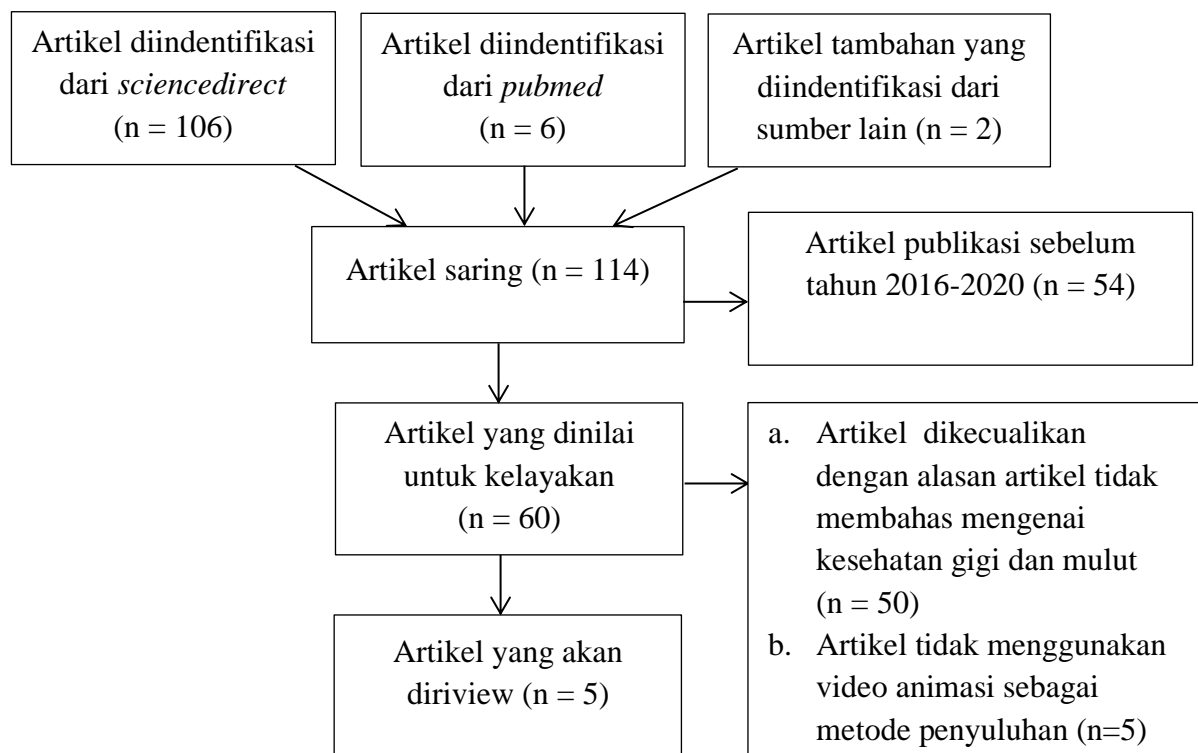 Artikel diindentifikasi
dari sciencedirect
(n = 106)
Artikel diindentifikasi
dari pubmed
(n = 6)
Artikel tambahan yang
diindentifikasi dari
sumber lain (n = 2)
Artikel saring (n = 114)
Artikel publikasi sebelum
tahun 2016-2020 (n = 54)
Artikel yang dinilai
untuk kelayakan
(n = 60)
a. Artikel dikecualikan
dengan alasan artikel tidak
membahas mengenai
kesehatan gigi dan mulut
(n = 50)
b. Artikel tidak menggunakan
video animasi sebagai
metode penyuluhan (n=5)
Artikel yang akan
diriview (n = 5)